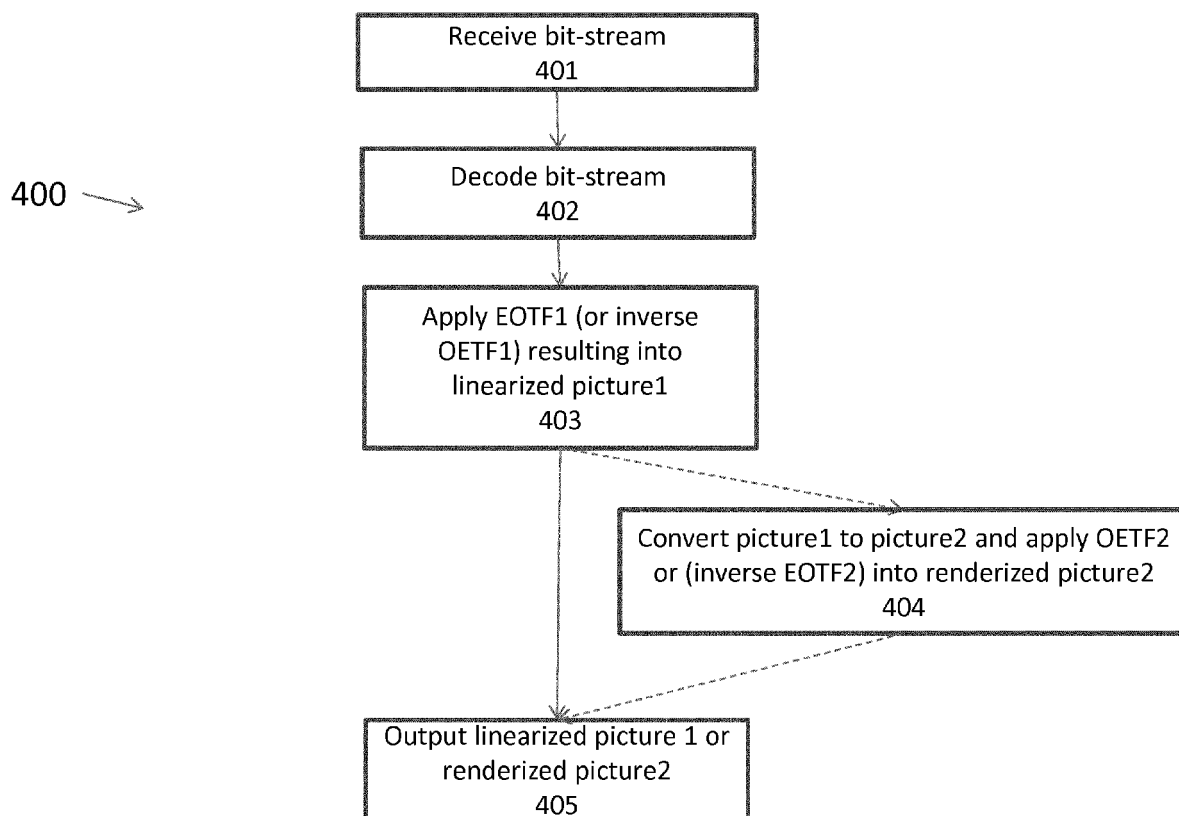 Receive bit-stream
401
400
Decode bit-stream
402
Apply EOTF1 (or inverse
OETF1) resulting into
linearized picture1
403
Convert picture1 to picture2 and apply OETF2
or (inverse EOTF2) into renderized picture2
404
Output linearized picture 1 or
renderized picture2
405